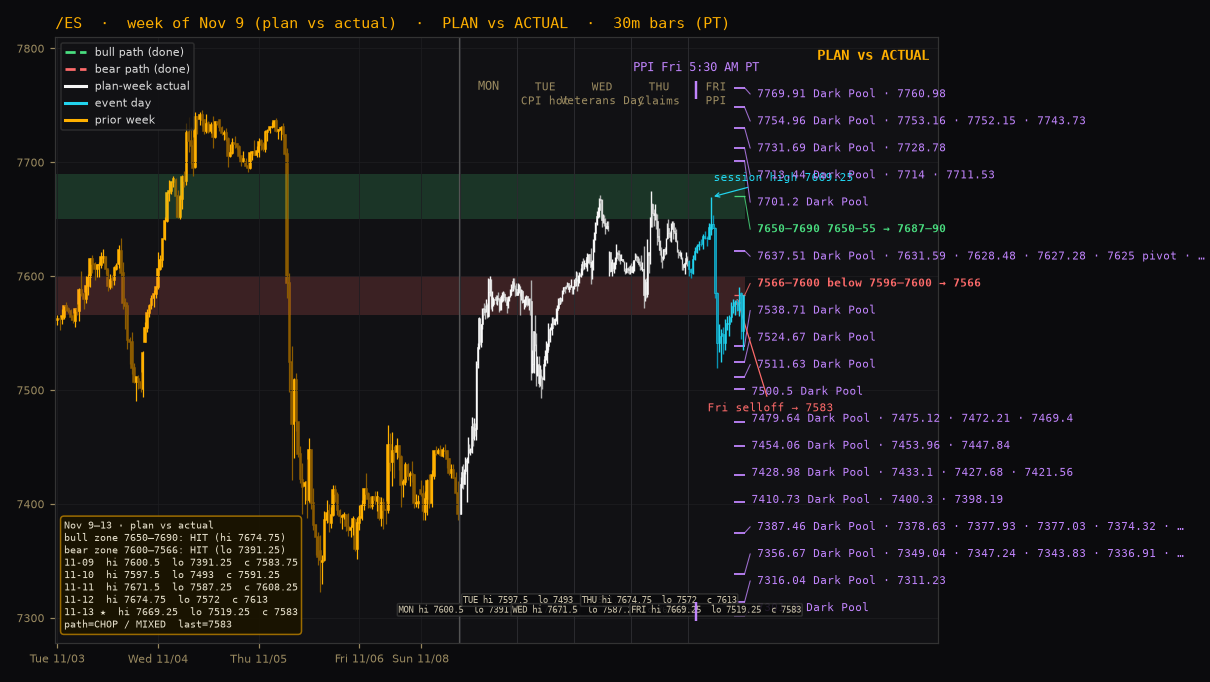 /ES · week of Nov 9 (plan vs actual) · PLAN vs ACTUAL · 30m bars (PT)
PLAN vs ACTUAL
bull path (done)
bear path (done)
plan-week actual
event day
prior week
PPI Fri 5:30 AM PT
MON
TUE
WED
THU
FRI
CPI hot
Veterans Day
Claims
PPI
7800
7700
7600
7500
7400
7300
7769.91 Dark Pool · 7760.98
7754.96 Dark Pool · 7753.16 · 7752.15 · 7743.73
7731.69 Dark Pool · 7728.78
7713.44 Dark Pool · 7714 · 7711.53
session high 7669.25
7701.2 Dark Pool
7650–7690 7650–55 → 7687–90
7637.51 Dark Pool · 7631.59 · 7628.48 · 7627.28 · 7625 pivot · …
7566–7600 below 7596–7600 → 7566
7538.71 Dark Pool
7524.67 Dark Pool
7511.63 Dark Pool
7500.5 Dark Pool
Fri selloff → 7583
7479.64 Dark Pool · 7475.12 · 7472.21 · 7469.4
7454.06 Dark Pool · 7453.96 · 7447.84
7428.98 Dark Pool · 7433.1 · 7427.68 · 7421.56
7410.73 Dark Pool · 7400.3 · 7398.19
7387.46 Dark Pool · 7378.63 · 7377.93 · 7377.03 · 7374.32 · …
7356.67 Dark Pool · 7349.04 · 7347.24 · 7343.83 · 7336.91 · …
7316.04 Dark Pool · 7311.23
Dark Pool
Nov 9–13 · plan vs actual
bull zone 7650–7690: HIT (hi 7674.75)
bear zone 7600–7566: HIT (lo 7391.25)
11-09 hi 7600.5 lo 7391.25 c 7583.75
11-10 hi 7597.5 lo 7493 c 7591.25
11-11 hi 7671.5 lo 7587.25 c 7608.25
11-12 hi 7674.75 lo 7572 c 7613
11-13 ★ hi 7669.25 lo 7519.25 c 7583
path=CHOP / MIXED last=7583
TUE hi 7597.5 lo 7493
THU hi 7674.75 lo 7572 c 7613
MON hi 7600.5 lo 7391
WED hi 7671.5 lo 7587.
FRI hi 7669.25 lo 7519.25 c 7583
Tue 11/03
Wed 11/04
Thu 11/05
Fri 11/06
Sun 11/08